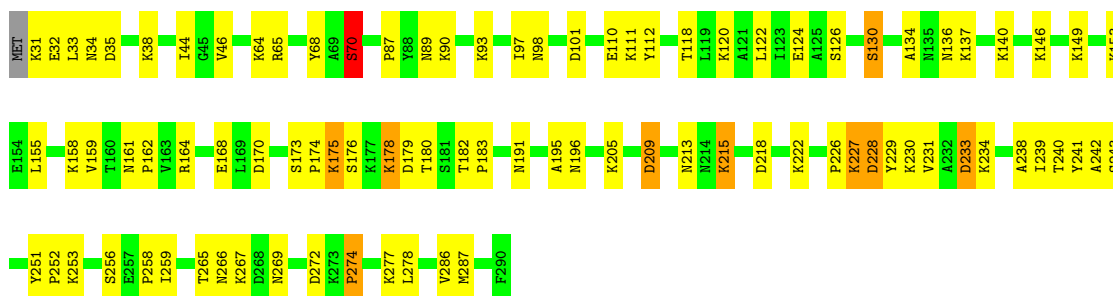 MET K31 E32 L33 N34 D35 K38 I44 G45 V46 K64 R65 Y68 A69 S70 P87 Y88 N89 K90 K93 I97 N98 D101 E110 K111 Y112 T118 L119 K120 A121 L122 I123 E124 A125 S126 S130 A134 N135 N136 K137 K140 K146 K149
E154 L155 K158 V159 T160 N161 P162 V163 R164 E168 L169 D170 S173 P174 K175 S176 K177 K178 D179 T180 S181 T182 P183 N191 A195 N196 K205 D209 N213 N214 K215 D218 K222 P226 K227 D228 Y229 K230 V231 A232 D233 K234 A238 I239 T240 Y241 A242
Y251 P252 K253 S256 E257 P258 I259 T265 N266 K267 D268 N269 D272 K273 P274 K277 L278 V286 M287 F290